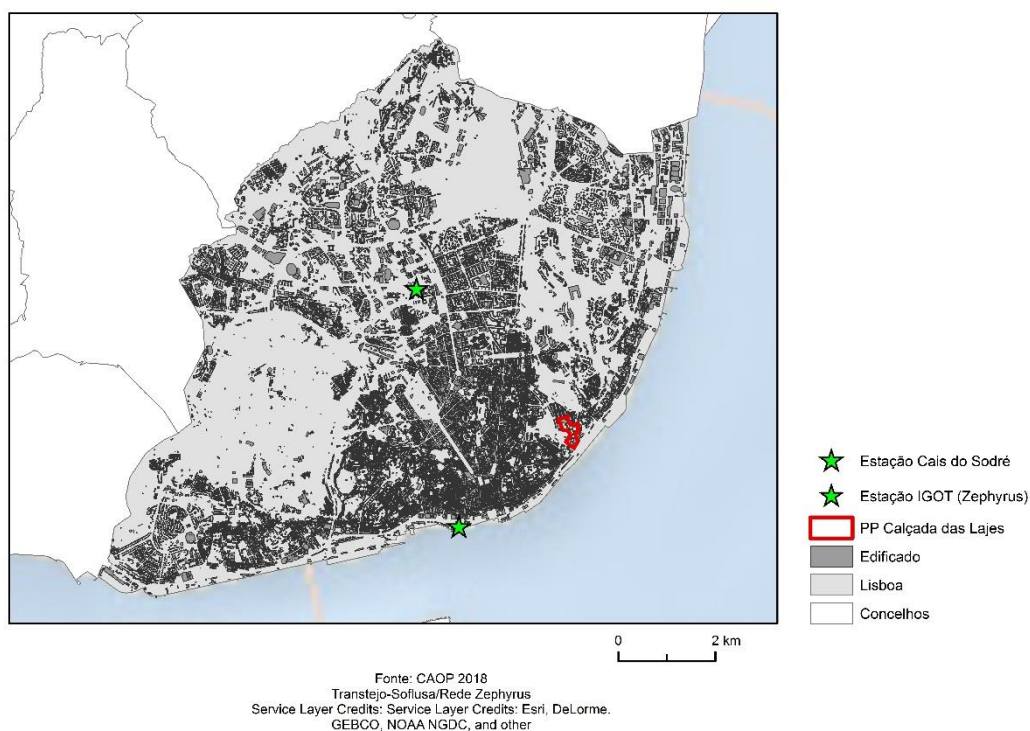 Estação Cais do Sodré
Estação IGOT (Zephyrus)
PP Calçada das Lajes
Edificado
Lisboa
Concelhos
0 2 km
Fonte: CAOP 2018
Transtejo-Soflusa/Rede Zephyrus
Service Layer Credits: Service Layer Credits: Esri, DeLorme.
GEBCO, NOAA NGDC, and other